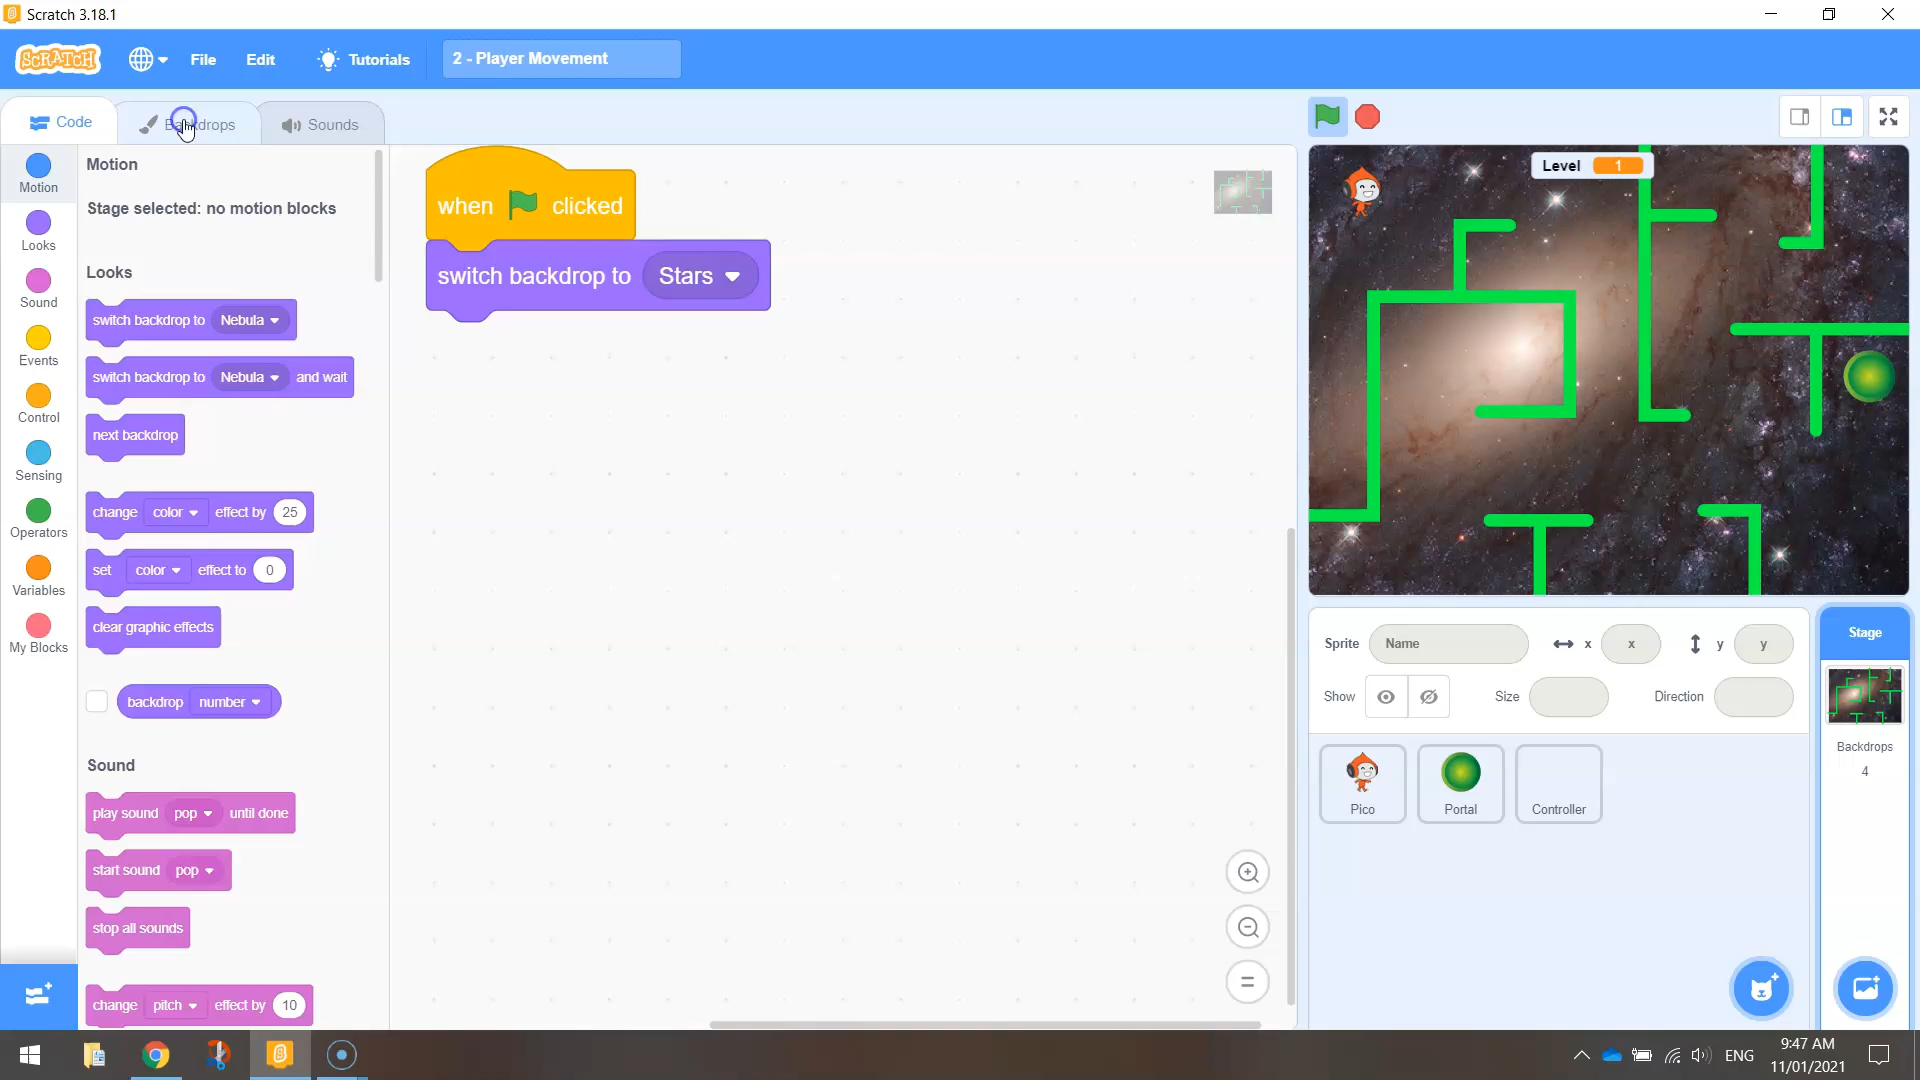 Scratch 3.18.1
SCRATCH
File
Edit
Tutorials
2 - Player Movement
Code
Backdrops
Sounds
Motion
Looks
Sound
Events
Control
Sensing
Operators
Variables
My Blocks
Motion
Stage selected: no motion blocks
Looks
switch backdrop to Nebula
switch backdrop to Nebula and wait
next backdrop
change color effect by 25
set color effect to 0
clear graphic effects
backdrop number
Sound
play sound pop until done
start sound pop
stop all sounds
change pitch effect by 10
when clicked
switch backdrop to Stars
Level 1
Sprite Name x x y y
Show Size Direction
Pico
Portal
Controller
Stage
Backdrops
4
ENG
9:47 AM
11/01/2021